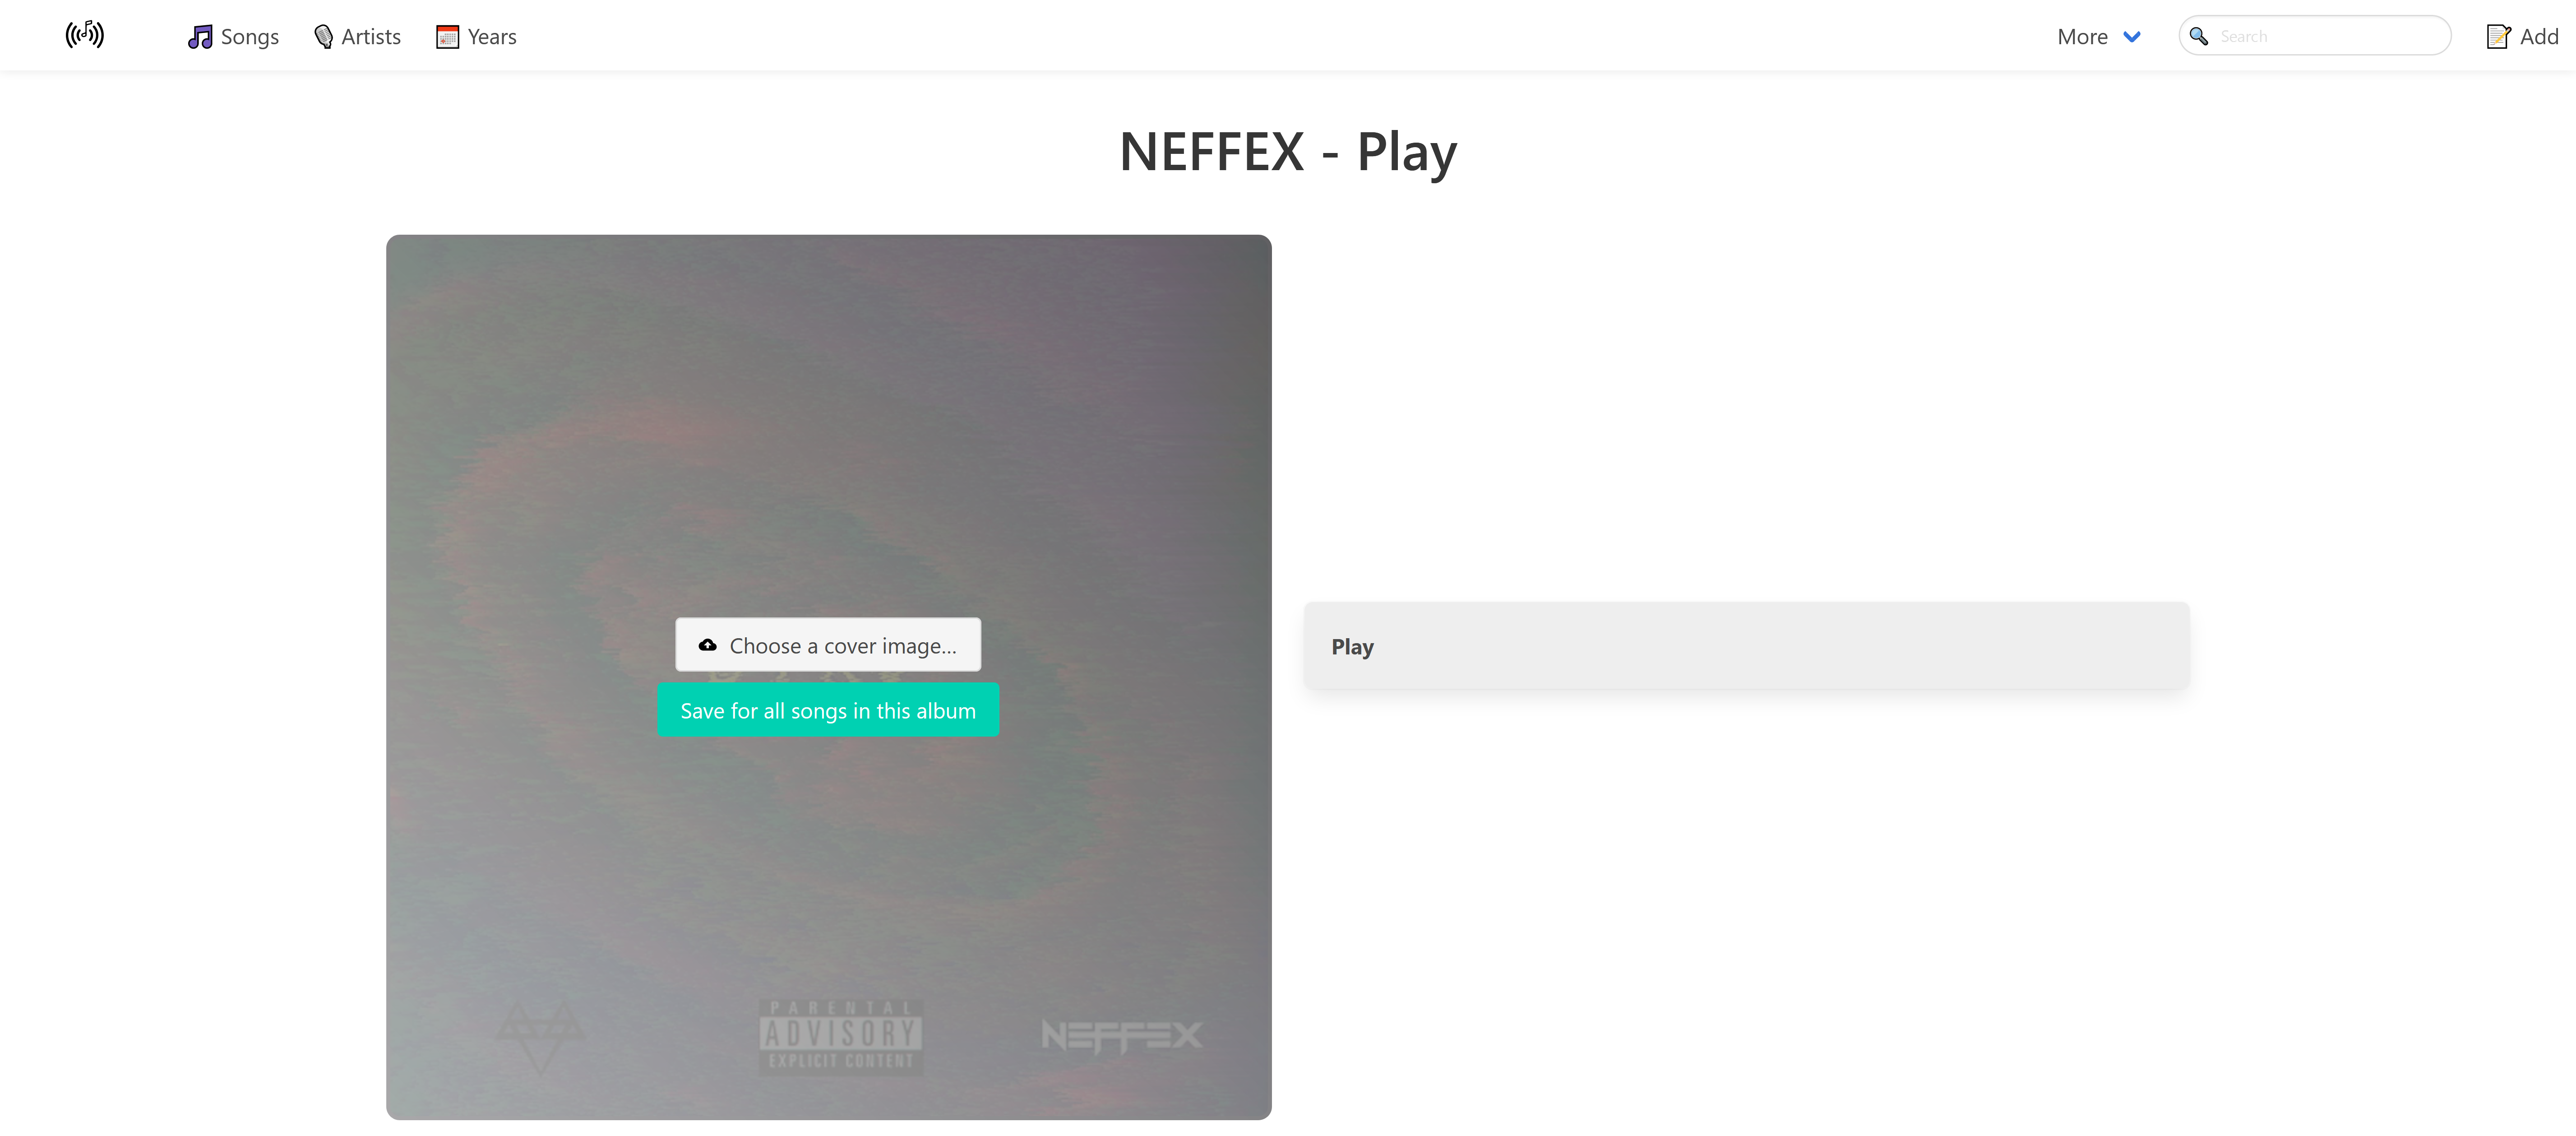 Songs Artists Years More Search Add
NEFFEX - Play
Choose a cover image...
Save for all songs in this album
Play
PARENTAL
ADVISORY
EXPLICIT CONTENT
NEFFEX